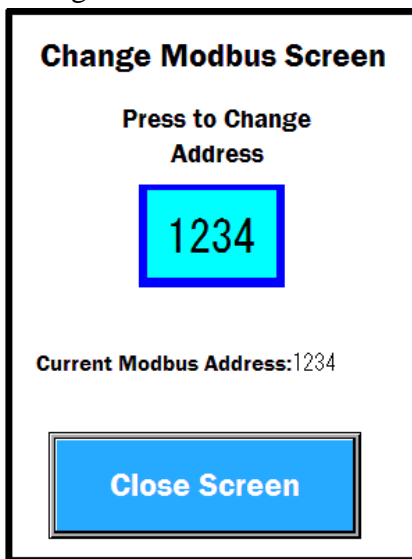 Change Modbus Screen
Press to Change
Address
1234
Current Modbus Address:1234
Close Screen